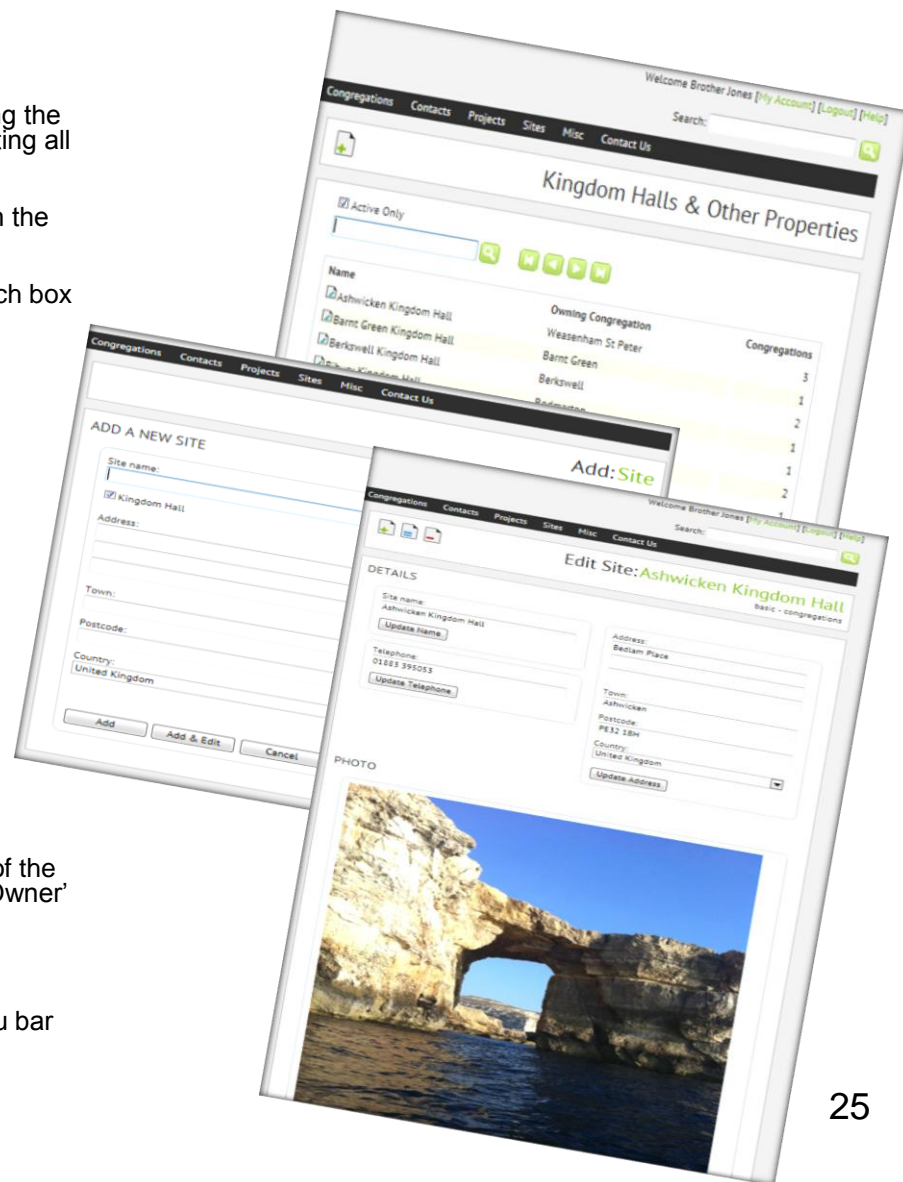 g the
ting all
n the
ch box
of the
Owner’
u bar
Welcome Brother Jones [My Account] [Logout] [Help]
Search:
Congregations Contacts Projects Sites Misc Contact Us
Kingdom Halls & Other Properties
Active Only
Name Owning Congregation Congregations
Ashwicken Kingdom Hall Weasenham St Peter 3
Barnt Green Kingdom Hall Barnt Green 1
Berkswell Kingdom Hall Berkswell 2
Kingdom Hall 1
1
2
1
Congregations Contacts Projects Sites Misc Contact Us
Add:Site
ADD A NEW SITE
Site name:
Kingdom Hall
Address:
Town:
Postcode:
Country:
United Kingdom
Add Add & Edit Cancel
Welcome Brother Jones [My Account] [Logout] [Help]
Search:
Congregations Contacts Projects Sites Misc Contact Us
Edit Site:Ashwicken Kingdom Hall
basic - congregations
DETAILS
Site name:
Ashwicken Kingdom Hall
Update Name
Telephone:
01883 395053
Update Telephone
Address:
Bedlam Place
Town:
Ashwicken
Postcode:
PE32 1BH
Country:
United Kingdom
Update Address
PHOTO
25